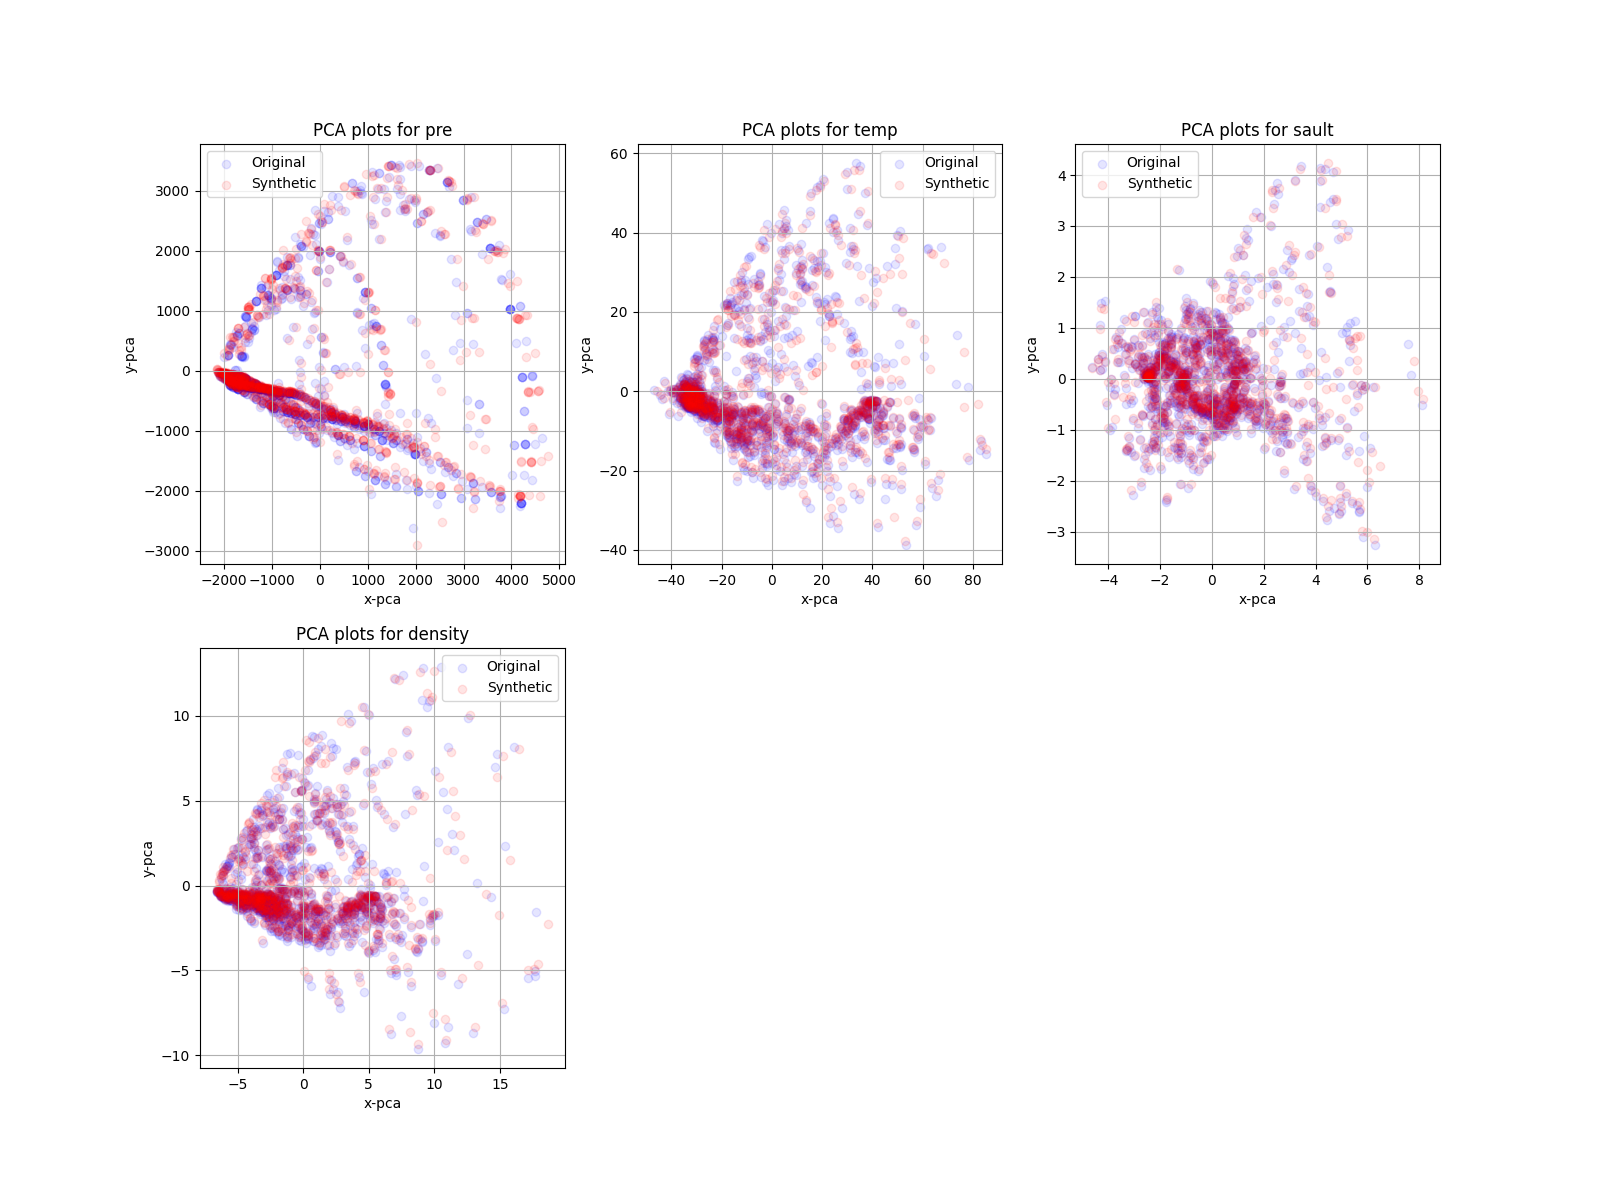 PCA plots for pre
Original
Synthetic
y-pca
3000
2000
1000
0
−1000
−2000
−3000
−2000 −1000 0 1000 2000 3000 4000 5000
x-pca
PCA plots for temp
Original
Synthetic
y-pca
60
40
20
0
−20
−40
−40 −20 0 20 40 60 80
x-pca
PCA plots for sault
Original
Synthetic
y-pca
4
3
2
1
0
−1
−2
−3
−4 −2 0 2 4 6 8
x-pca
PCA plots for density
Original
Synthetic
y-pca
10
5
0
−5
−10
−5 0 5 10 15
x-pca